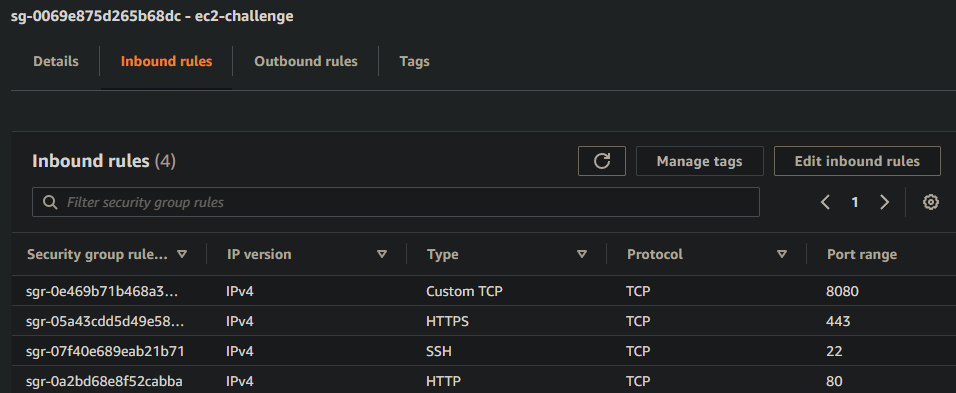 sg-0069e875d265b68dc - ec2-challenge
Details Inbound rules Outbound rules Tags
Inbound rules (4) Manage tags Edit inbound rules
Filter security group rules 1
Security group rule... IP version Type Protocol Port range
sgr-0e469b71b468a3... IPv4 Custom TCP TCP 8080
sgr-05a43cdd5d49e58... IPv4 HTTPS TCP 443
sgr-07f40e689eab21b71 IPv4 SSH TCP 22
sgr-0a2bd68e8f52cabba IPv4 HTTP TCP 80